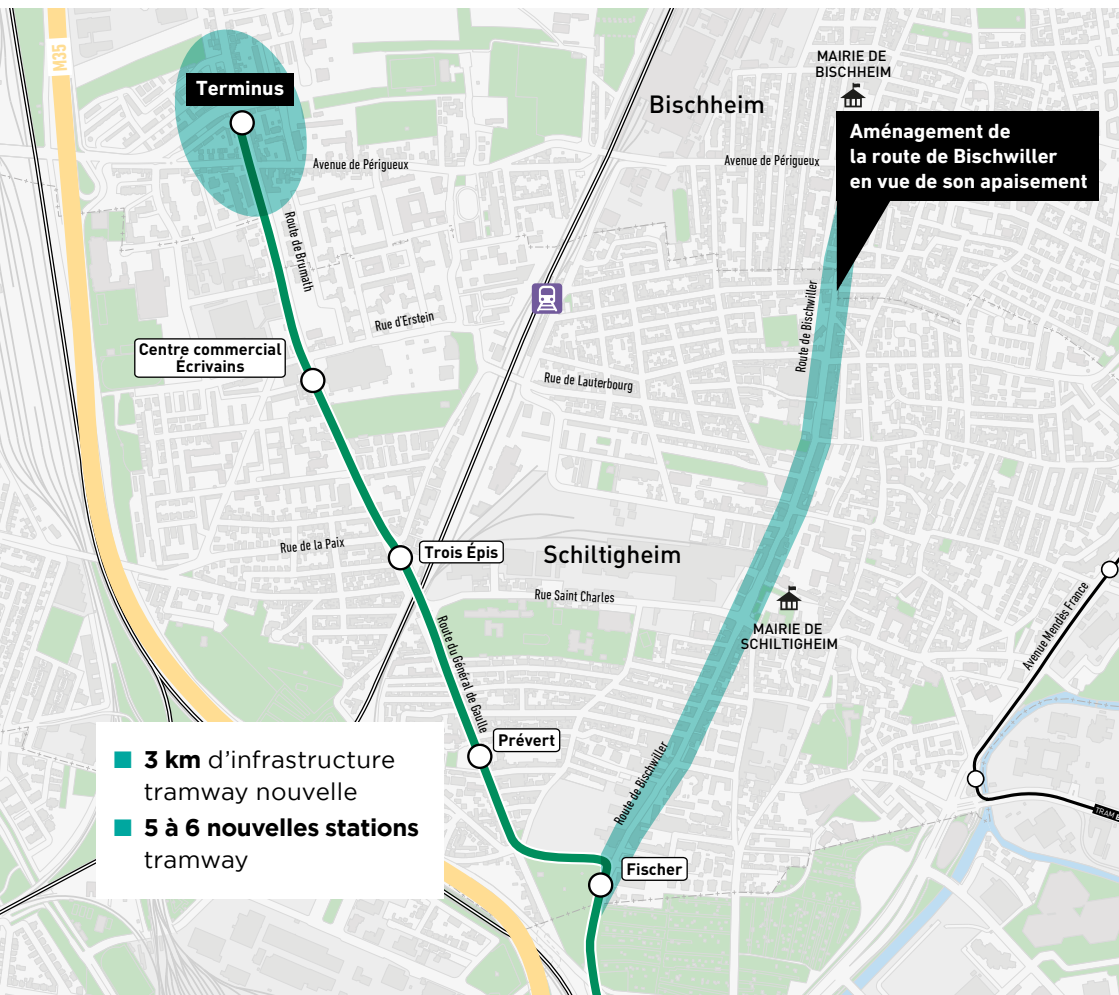 M35
MAIRIE DE
BISCHHEIM
Terminus
Bischheim
Aménagement de
la route de Bischwiller
en vue de son apaisement
Avenue de Périgueux
Avenue de Périgueux
Route de Brumath
Route de Bischwiller
Rue d'Erstein
Centre commercial
Écrivains
Rue de Lauterbourg
Rue de la Paix
Trois Épis
Schiltigheim
Rue Saint Charles
Avenue Mendès France
MAIRIE DE
SCHILTIGHEIM
Route du Général de Gaulle
Prévert
■ 3 km d’infrastructure
tramway nouvelle
■ 5 à 6 nouvelles stations
tramway
Route de Bischwiller
TRAM B
Fischer